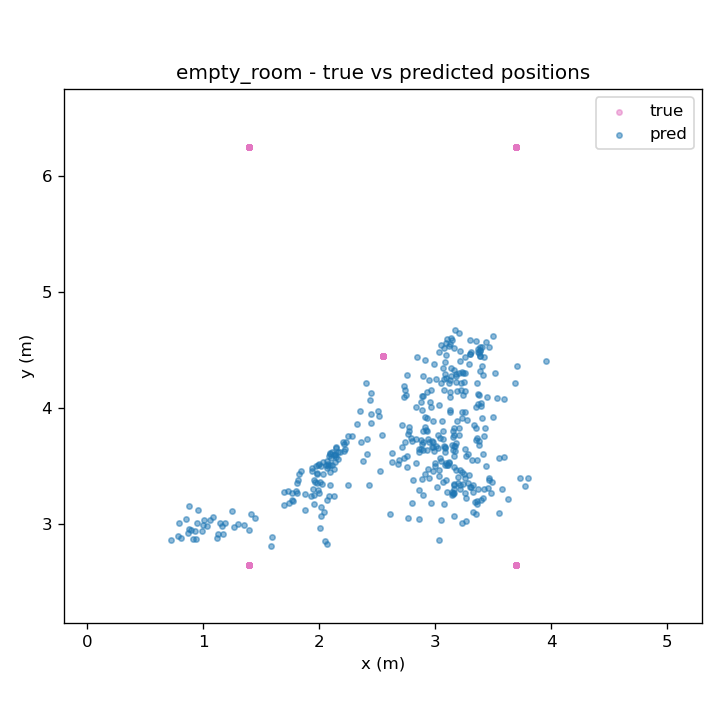 empty_room - true vs predicted positions
true
pred
6
5
4
3
y (m)
0 1 2 3 4 5
x (m)